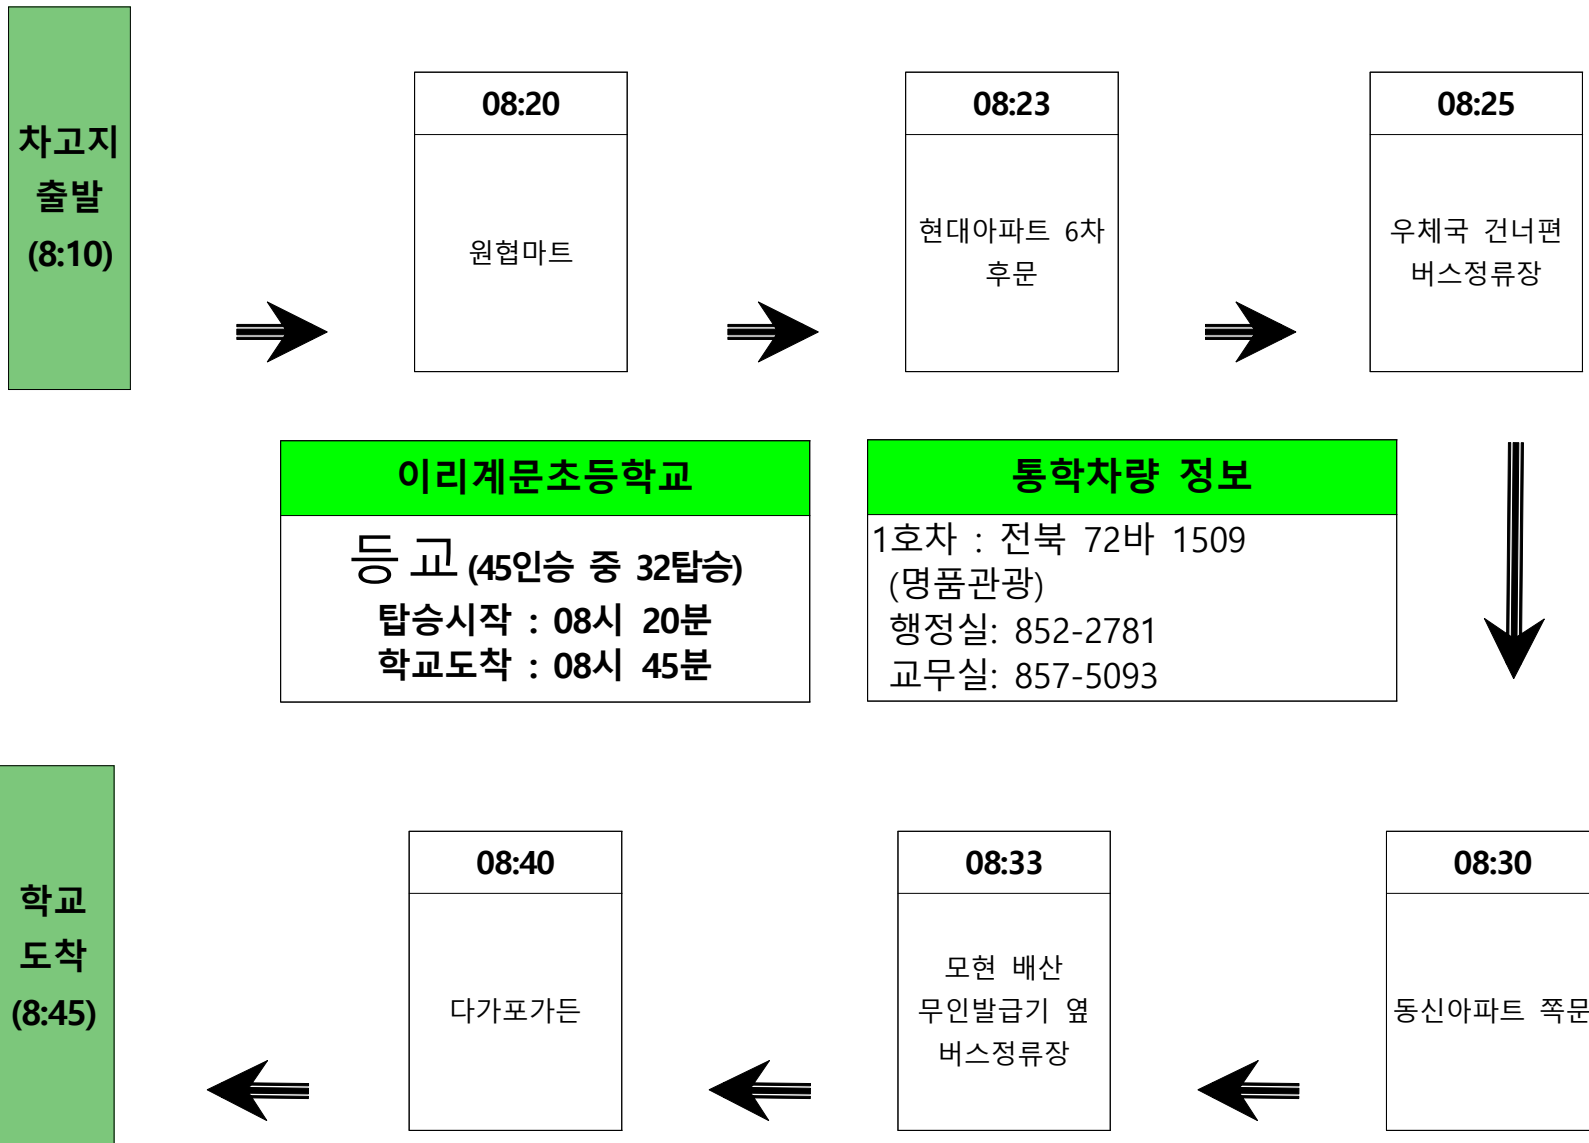 차고지
출발
(8:10)
08:20
원협마트
08:23
현대아파트 6차
후문
08:25
우체국 건너편
버스정류장
이리계문초등학교
등교(45인승 중 32탑승)
탑승시작 : 08시 20분
학교도착 : 08시 45분
통학차량 정보
1호차 : 전북 72바 1509
(명품관광)
행정실: 852-2781
교무실: 857-5093
08:30
동신아파트 쪽문
08:33
모현 배산
무인발급기 옆
버스정류장
08:40
다가포가든
학교
도착
(8:45)